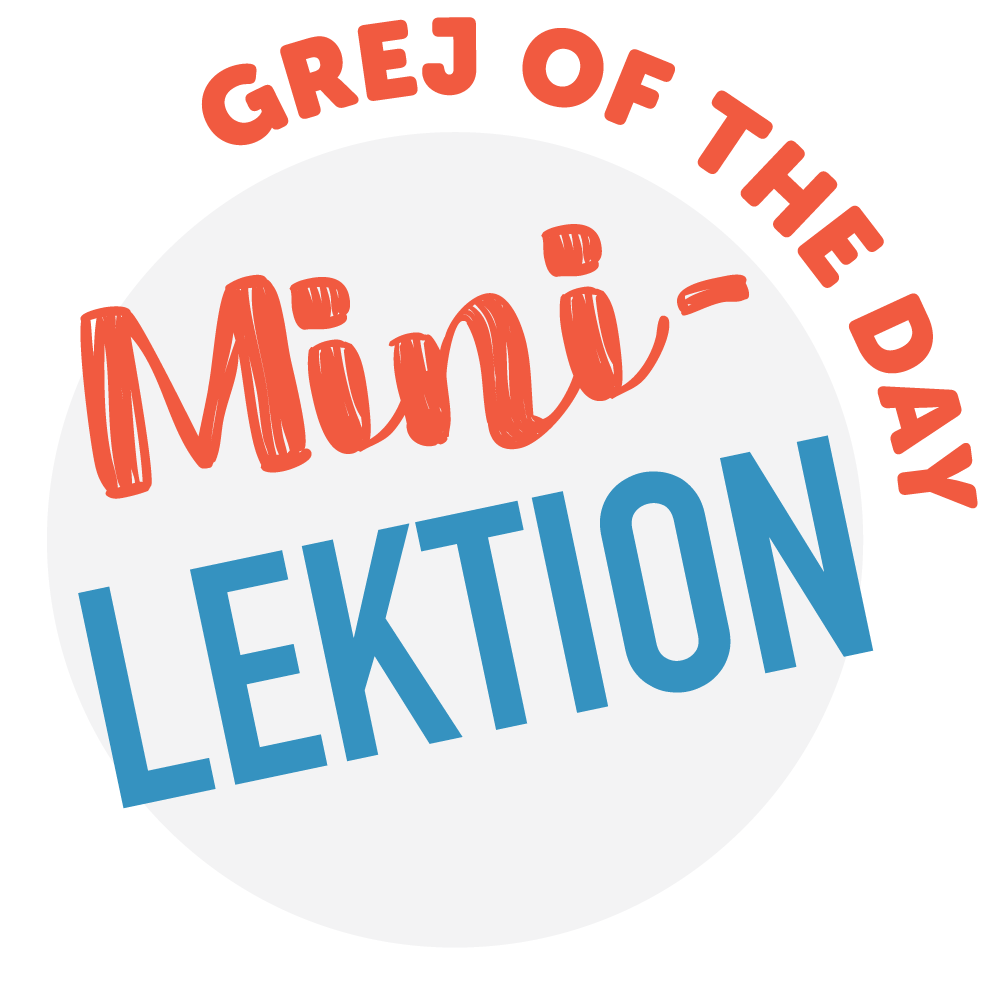 GREJ OF THE DAY
Mini-
LEKTION